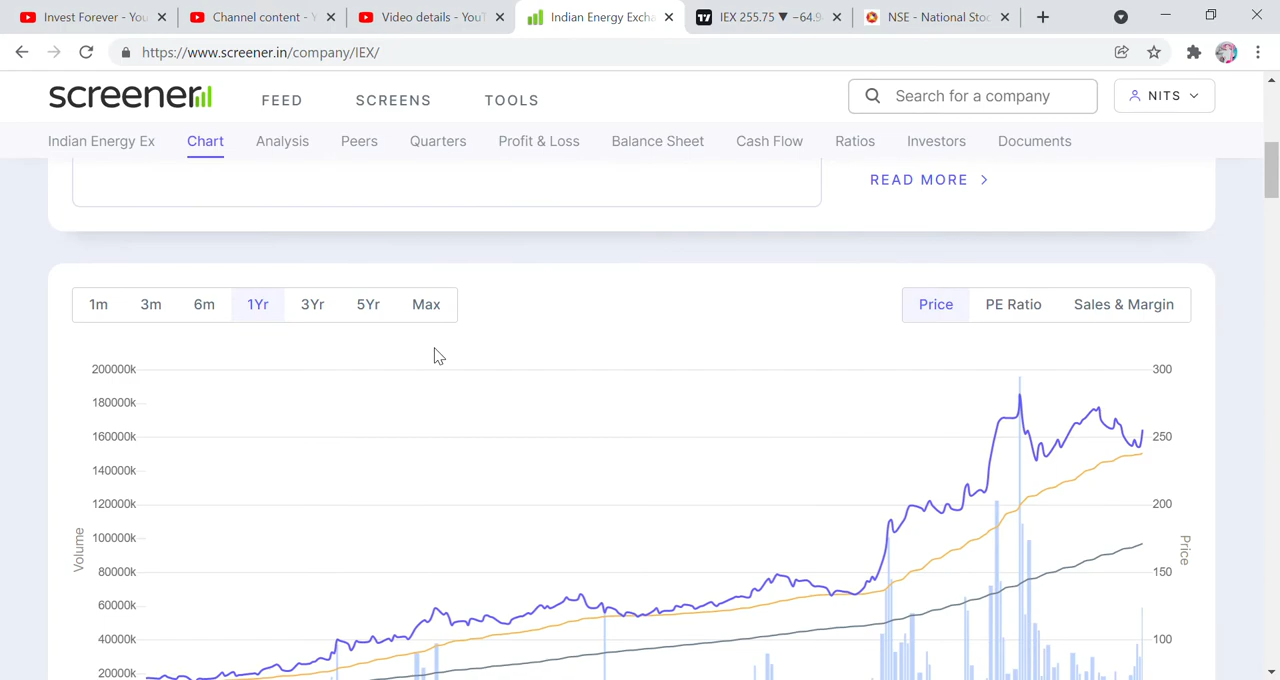 Invest Forever - You
Channel content - Y
Video details - YouT
Indian Energy Excha
IEX 255.75 ▼ −64.9
NSE - National Stoc
https://www.screener.in/company/IEX/
screener
FEED
SCREENS
TOOLS
Search for a company
NITS
Indian Energy Ex
Chart
Analysis
Peers
Quarters
Profit & Loss
Balance Sheet
Cash Flow
Ratios
Investors
Documents
READ MORE
1m
3m
6m
1Yr
3Yr
5Yr
Max
Price
PE Ratio
Sales & Margin
200000k
300
180000k
160000k
250
140000k
120000k
200
100000k
80000k
150
60000k
40000k
100
20000k
Volume
Price